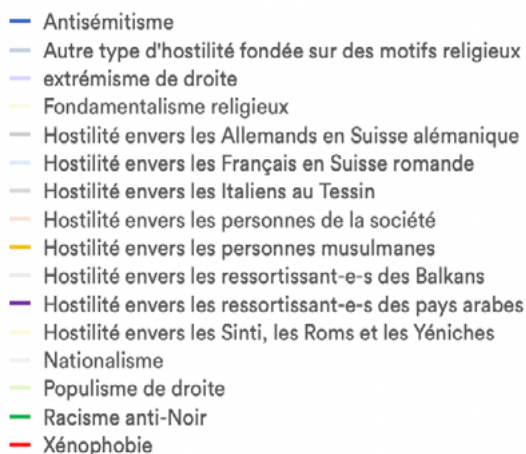 Antisémitisme
Autre type d'hostilité fondée sur des motifs religieux
extrémisme de droite
Fondamentalisme religieux
Hostilité envers les Allemands en Suisse alémanique
Hostilité envers les Français en Suisse romande
Hostilité envers les Italiens au Tessin
Hostilité envers les personnes de la société
Hostilité envers les personnes musulmanes
Hostilité envers les ressortissant-e-s des Balkans
Hostilité envers les ressortissant-e-s des pays arabes
Hostilité envers les Sinti, les Roms et les Yéniches
Nationalisme
Populisme de droite
Racisme anti-Noir
Xénophobie